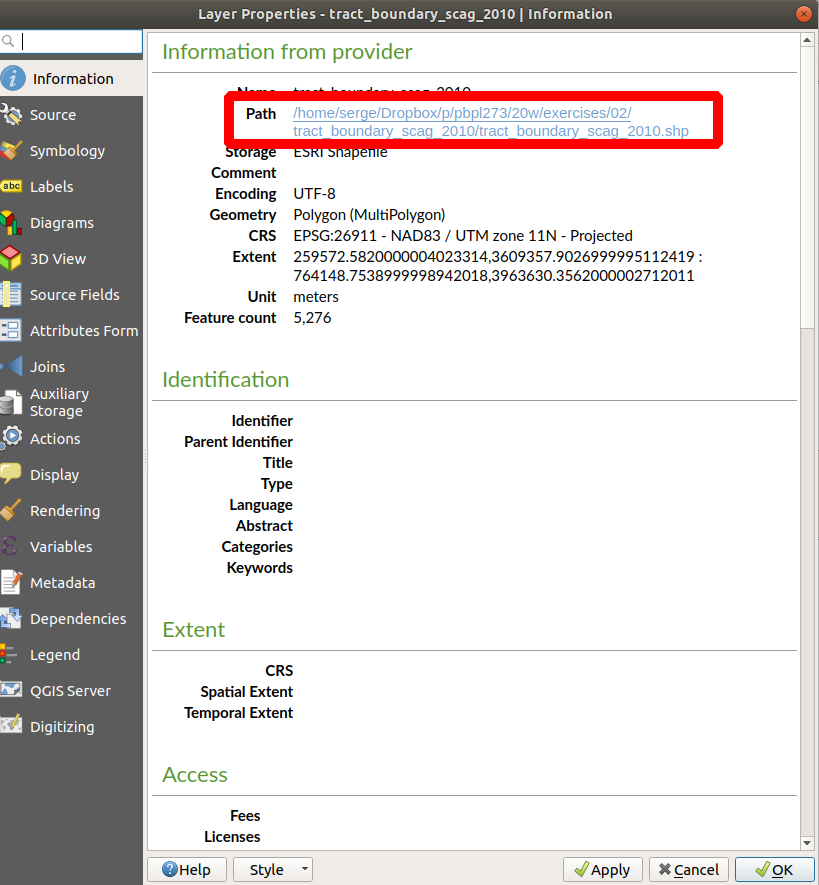 Layer Properties - tract_boundary_scag_2010 | Information
Information
Source
Symbology
abc Labels
Diagrams
3D View
Source Fields
Attributes Form
Joins
Auxiliary
Storage
Actions
Display
Rendering
Variables
Metadata
Dependencies
Legend
QGIS Server
Digitizing
Information from provider
Name tract_boundary_scag_2010
Path /home/serge/Dropbox/p/pbpl273/20w/exercises/02/
tract_boundary_scag_2010/tract_boundary_scag_2010.shp
Storage ESRI Shapefile
Comment
Encoding UTF-8
Geometry Polygon (MultiPolygon)
CRS EPSG:26911 - NAD83 / UTM zone 11N - Projected
Extent 259572.5820000004023314,3609357.9026999995112419 :
764148.7538999998942018,3963630.3562000002712011
Unit meters
Feature count 5,276
Identification
Identifier
Parent Identifier
Title
Type
Language
Abstract
Categories
Keywords
Extent
CRS
Spatial Extent
Temporal Extent
Access
Fees
Licenses
Help Style Apply Cancel OK